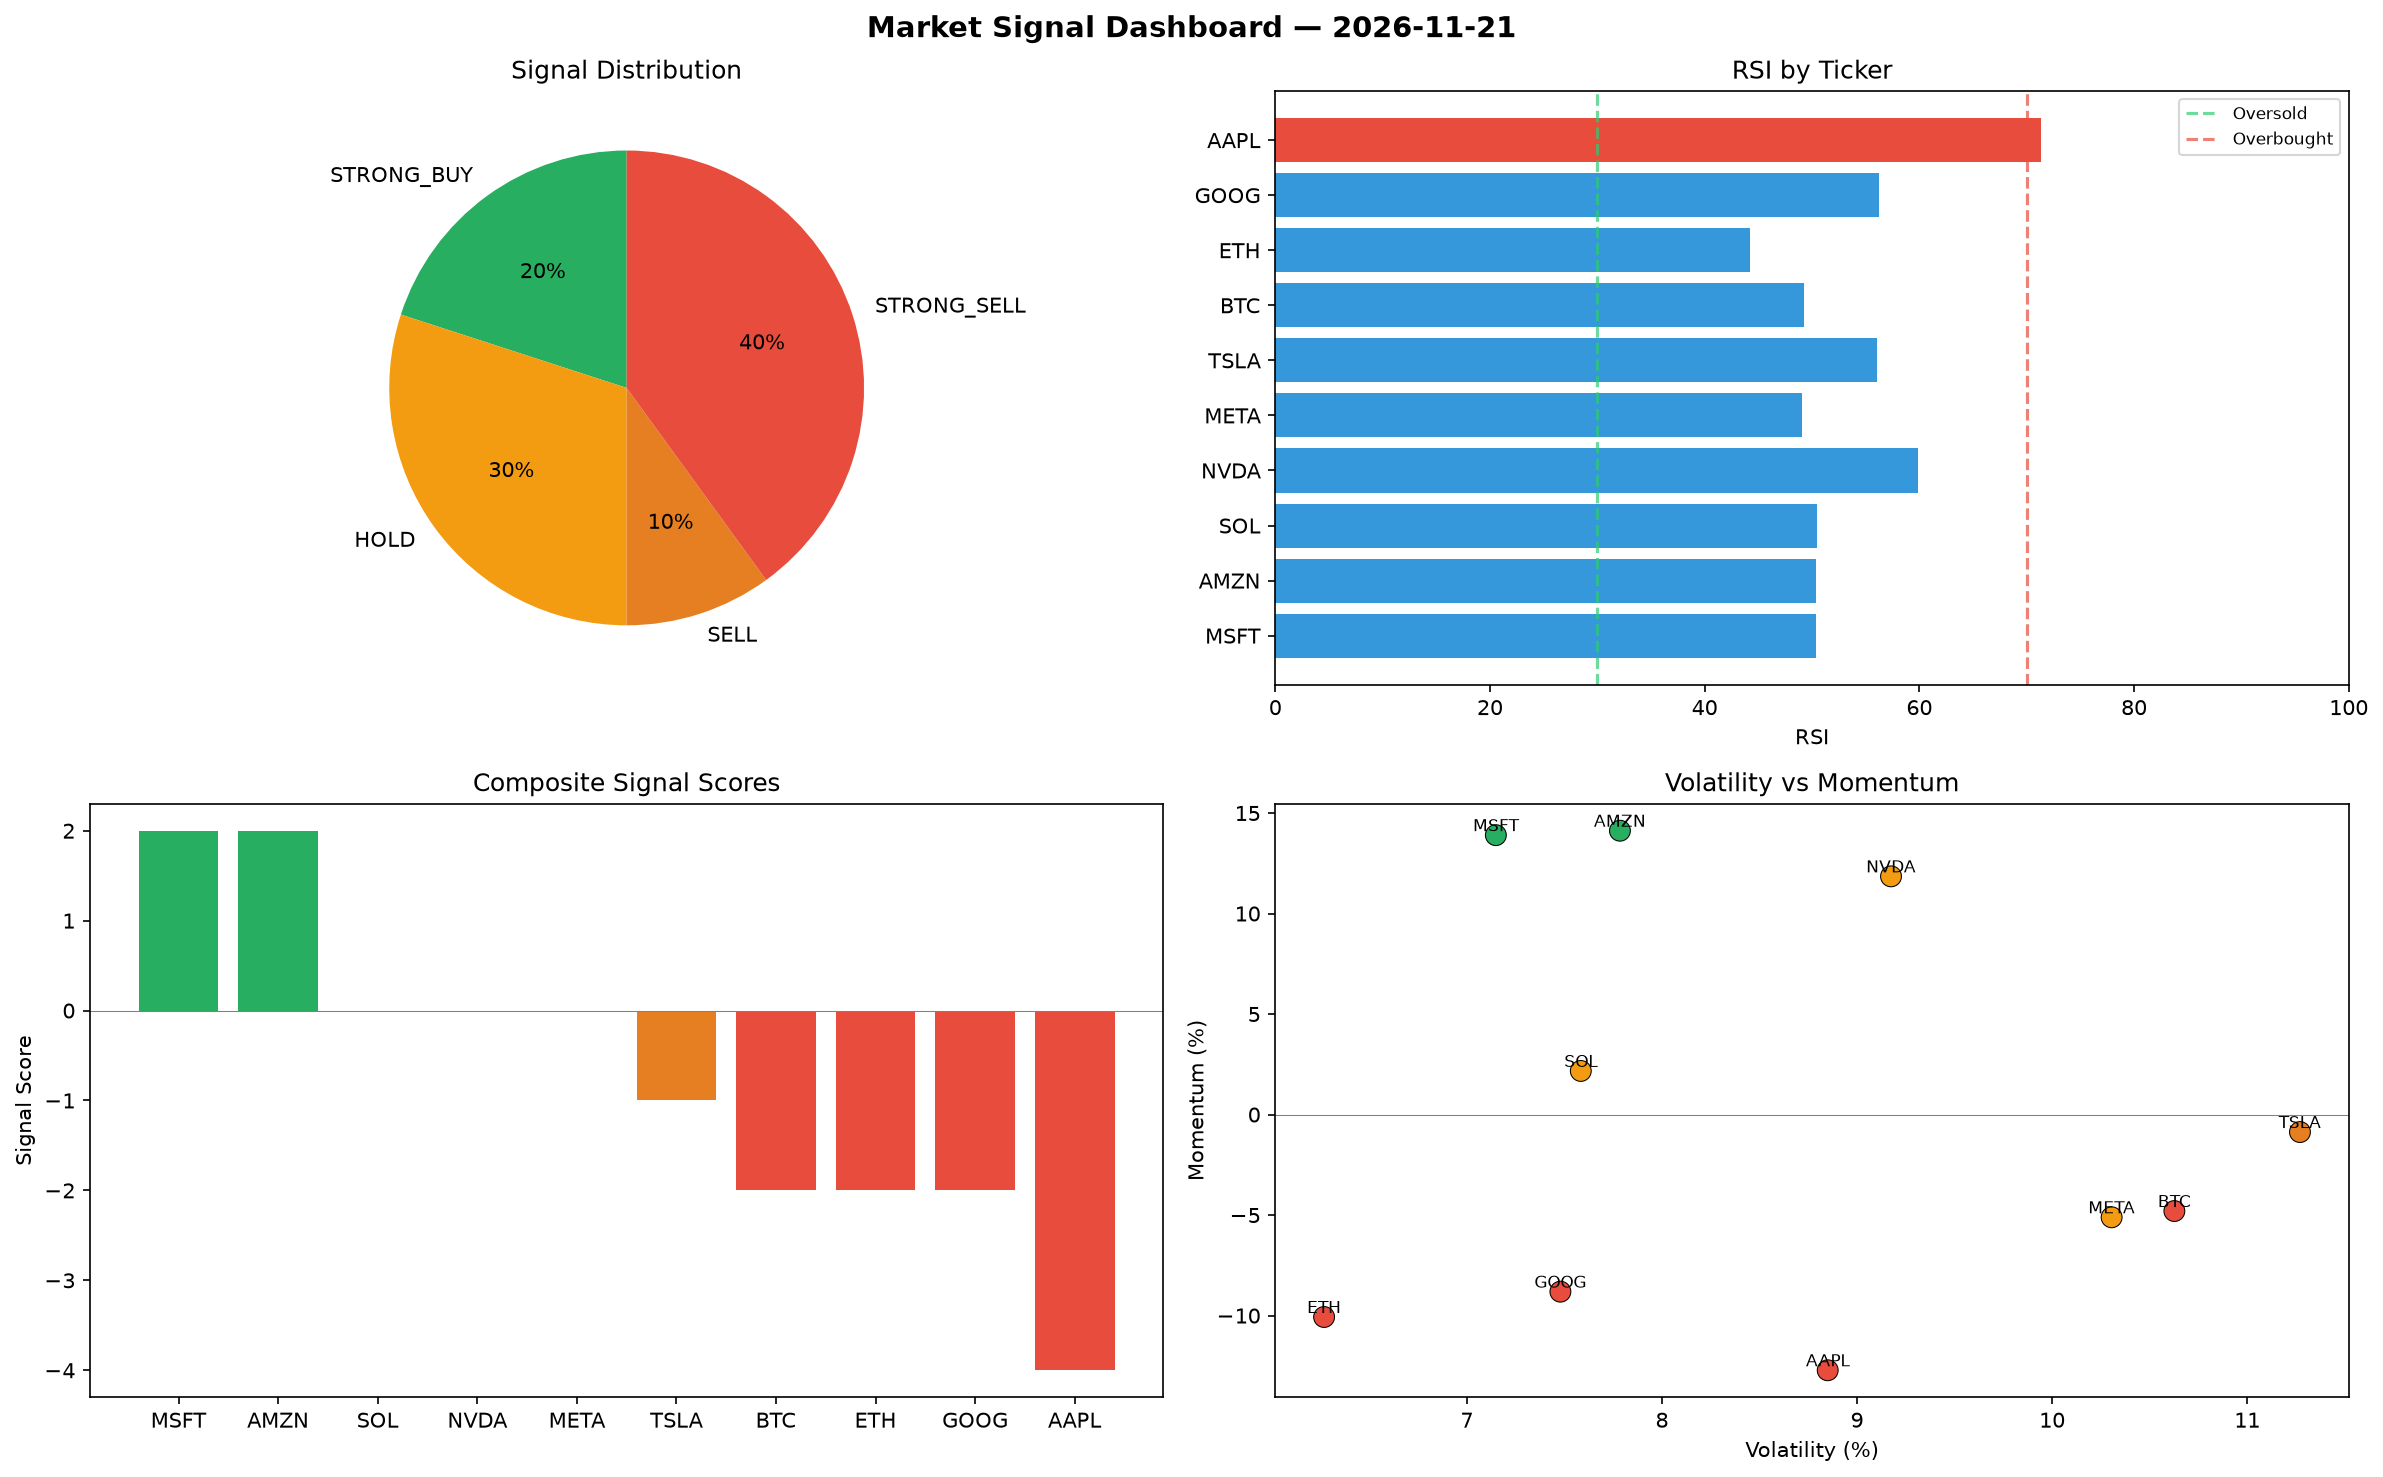 Market Signal Dashboard — 2026-11-21
Signal Distribution
STRONG_BUY
20%
STRONG_SELL
40%
30%
HOLD
10%
SELL
RSI by Ticker
Oversold
Overbought
AAPL
GOOG
ETH
BTC
TSLA
META
NVDA
SOL
AMZN
MSFT
0 20 40 60 80 100
RSI
Composite Signal Scores
Signal Score
2
1
0
−1
−2
−3
−4
MSFT AMZN SOL NVDA META TSLA BTC ETH GOOG AAPL
Volatility vs Momentum
Momentum (%)
15
10
5
0
−5
−10
MSFT
AMZN
NVDA
SOL
TSLA
META
BTC
GOOG
ETH
AAPL
7 8 9 10 11
Volatility (%)